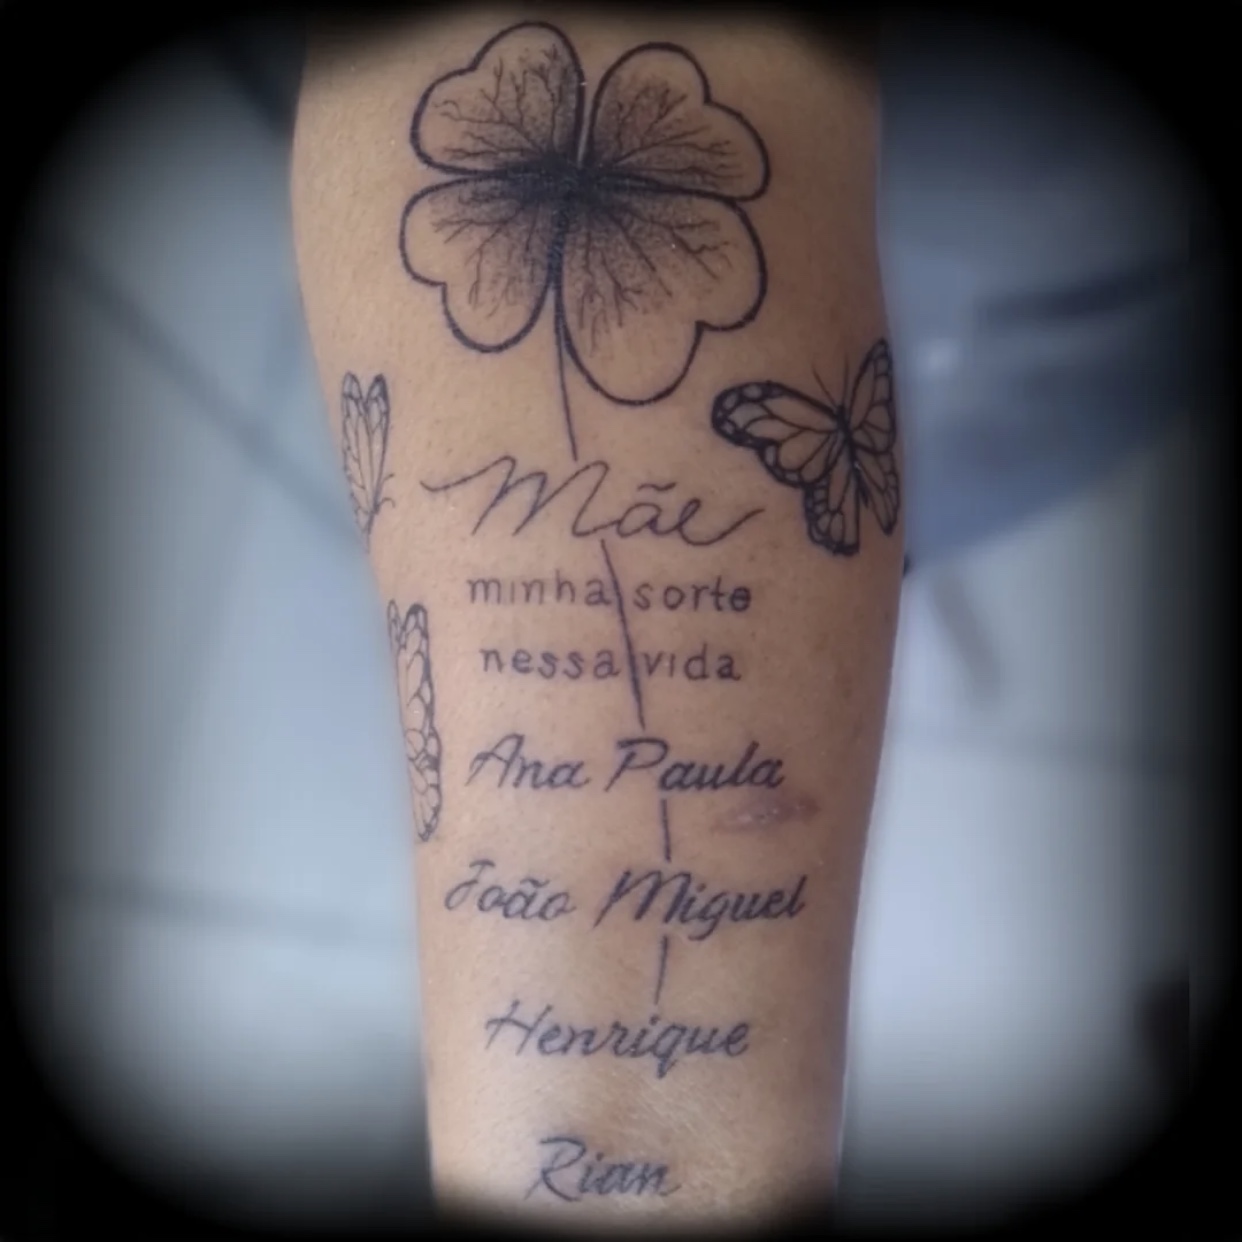 Mãe
minha sorte
nessa vida
Ana Paula
João Miguel
Henrique
Rian